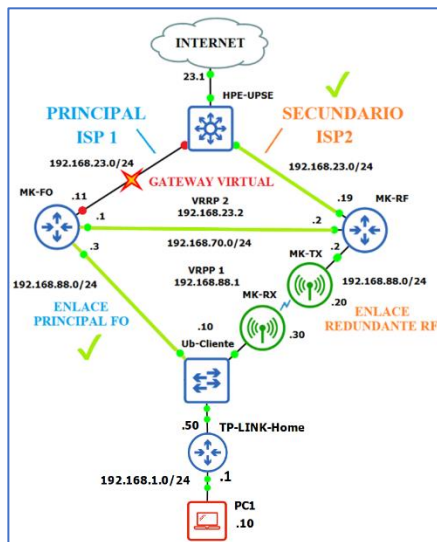 INTERNET
23.1
HPE-UPSE
PRINCIPAL
ISP 1
SECUNDARIO
ISP2
192.168.23.0/24
192.168.23.0/24
MK-FO
GATEWAY VIRTUAL
MK-RF
.11
.1
VRRP 2
192.168.23.2
.2
.19
.3
192.168.70.0/24
.2
MK-TX
192.168.88.0/24
VRPP 1
192.168.88.1
192.168.88.0/24
MK-RX
.20
ENLACE
PRINCIPAL FO
.10
Ub-Cliente
.30
ENLACE
REDUNDANTE RF
.50
TP-LINK-Home
192.168.1.0/24
.1
PC1
.10